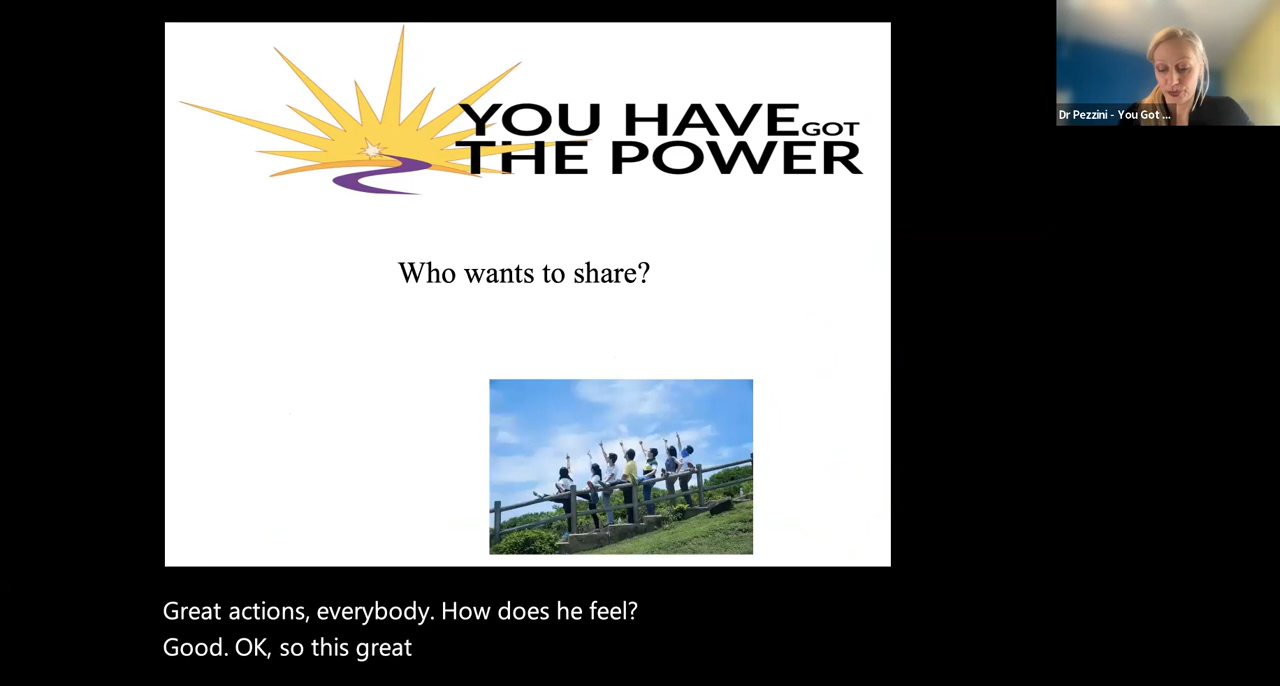 YOU HAVE GOT
THE POWER
Dr Pezzini - You Got ...
Who wants to share?
Great actions, everybody. How does he feel?
Good. OK, so this great